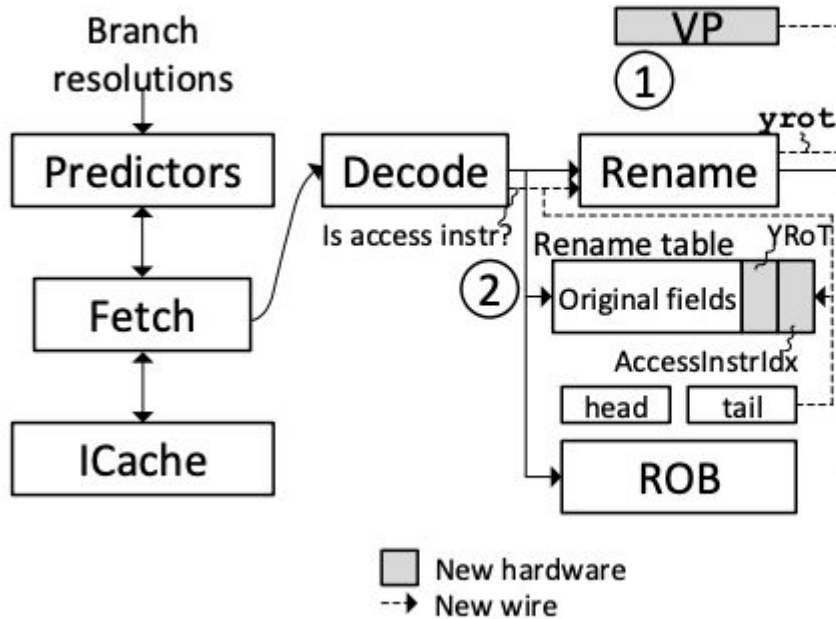 Branch
resolutions
VP
1
yrot
Predictors
Decode
Rename
Is access instr?
Rename table
YRoT
2
Original fields
Fetch
AccessInstrIdx
head
tail
ICache
ROB
New hardware
New wire